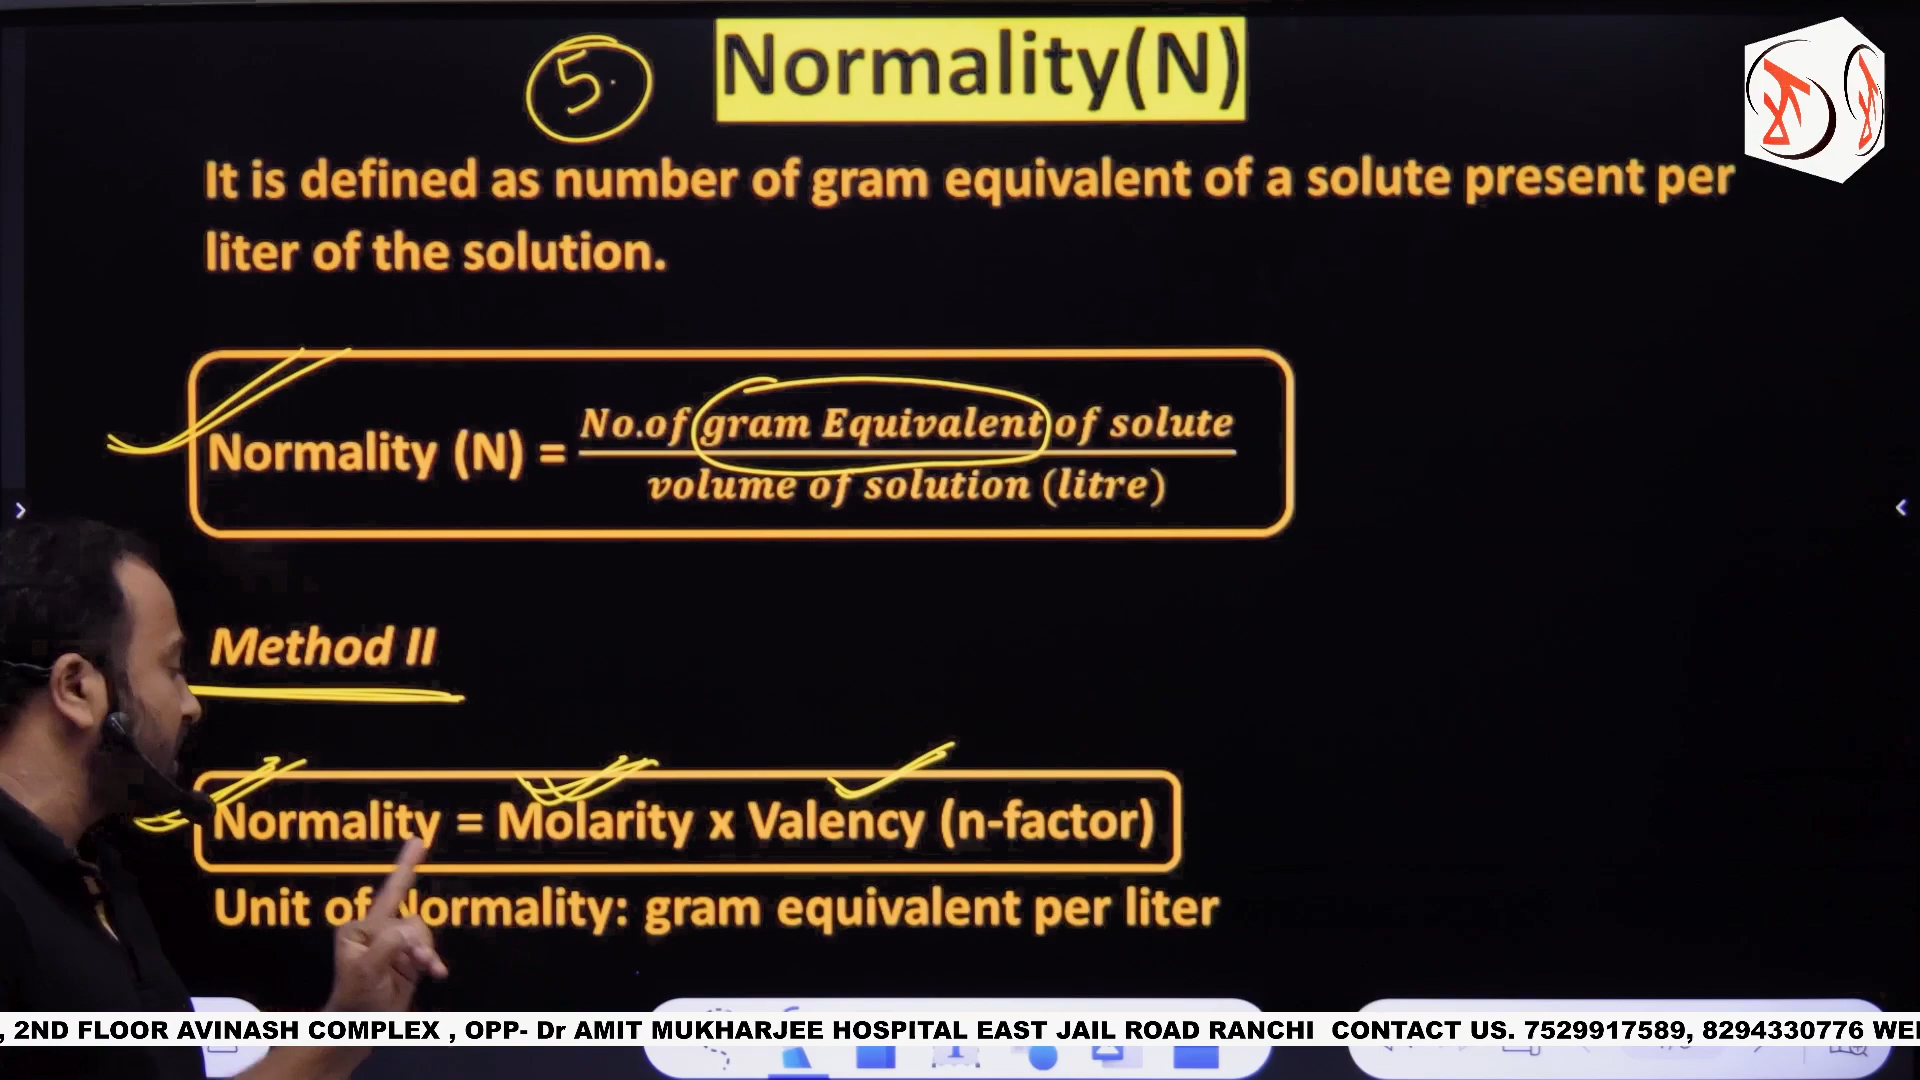 5.
Normality(N)
It is defined as number of gram equivalent of a solute present per
liter of the solution.
Normality (N) = No.of gram Equivalent of solute
volume of solution (litre)
Method II
Normality = Molarity x Valency (n-factor)
Unit of Normality: gram equivalent per liter
, 2ND FLOOR AVINASH COMPLEX , OPP- Dr AMIT MUKHARJEE HOSPITAL EAST JAIL ROAD RANCHI CONTACT US. 7529917589, 8294330776